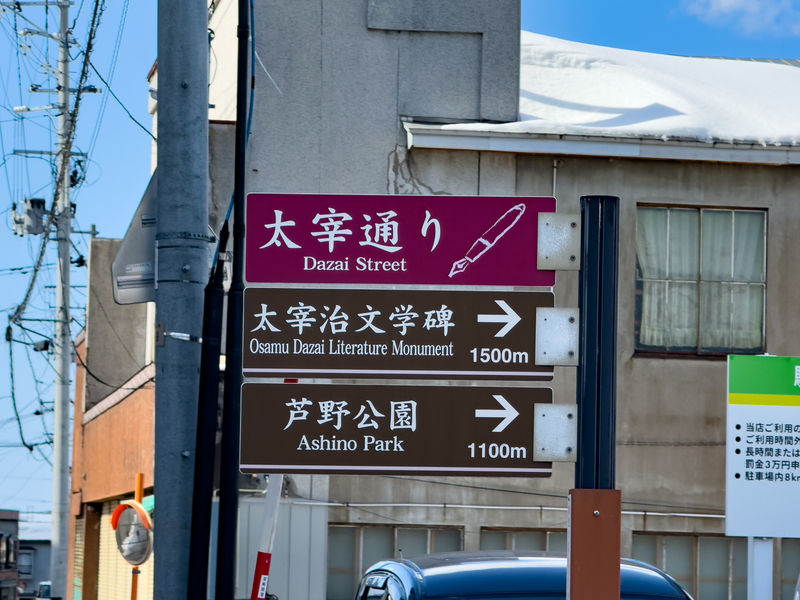 太宰通り
Dazai Street
太宰治文学碑
Osamu Dazai Literature Monument
1500m
芦野公園
Ashino Park
1100m
当店ご利用の
ご利用時間外
長時間または
罰金3万円申
駐車場内8km